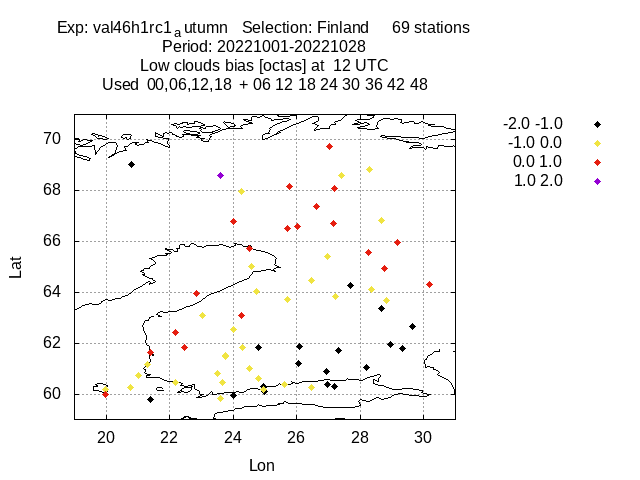 Exp: val46h1rc1ₐutumn Selection: Finland 69 stations
Period: 20221001-20221028
Low clouds bias [octas] at 12 UTC
Used 00,06,12,18 + 06 12 18 24 30 36 42 48
-2.0 -1.0
-1.0 0.0
0.0 1.0
1.0 2.0
70
68
66
64
62
60
Lat
20 22 24 26 28 30
Lon